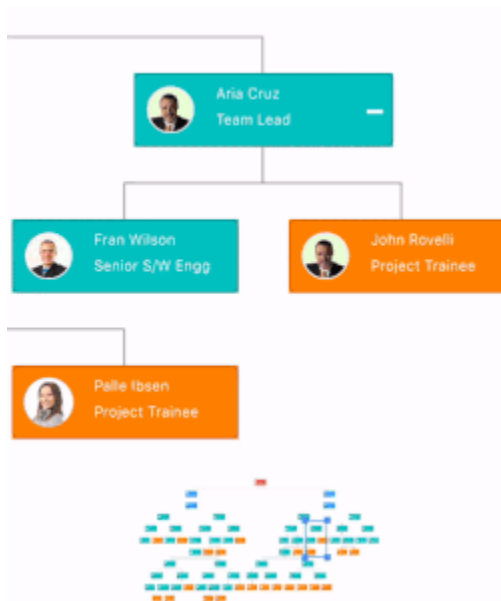 Aria Cruz
Team Lead
Fran Wilson
Senior S/W Engg
John Rovelli
Project Trainee
Palle Ibsen
Project Trainee